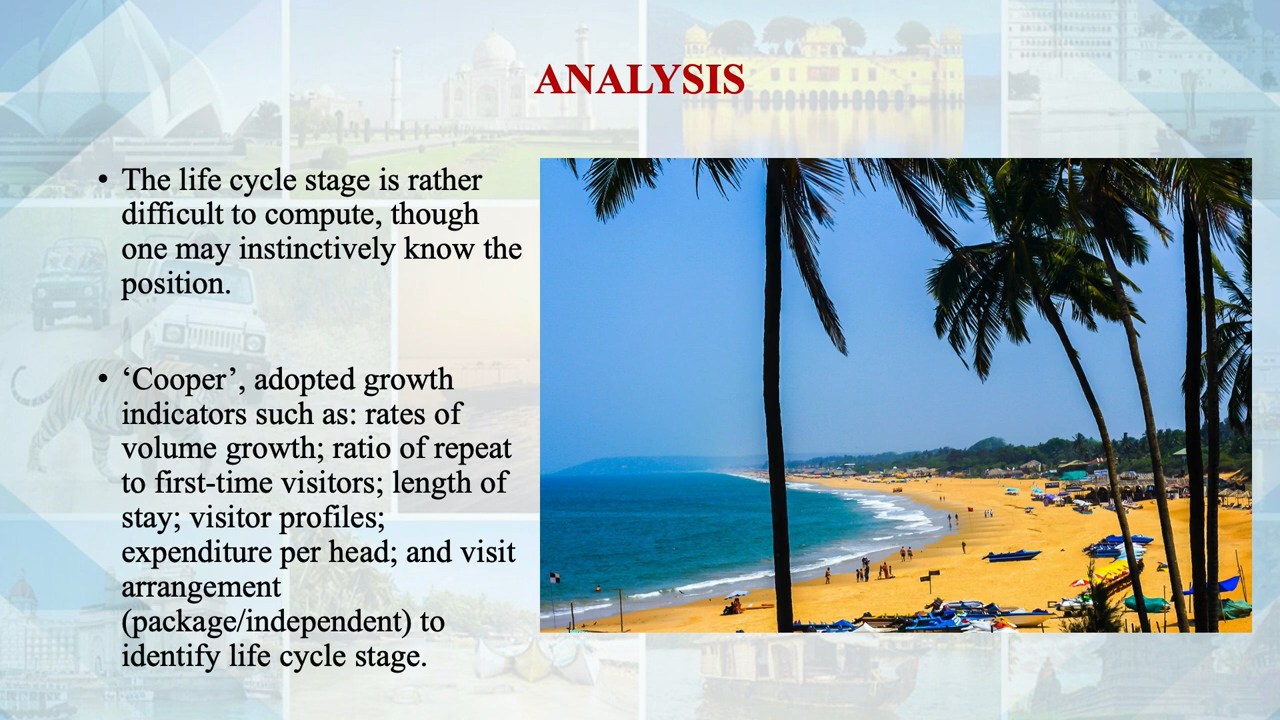 ANALYSIS
• The life cycle stage is rather
difficult to compute, though
one may instinctively know the
position.
• ‘Cooper’, adopted growth
indicators such as: rates of
volume growth; ratio of repeat
to first-time visitors; length of
stay; visitor profiles;
expenditure per head; and visit
arrangement
(package/independent) to
identify life cycle stage.